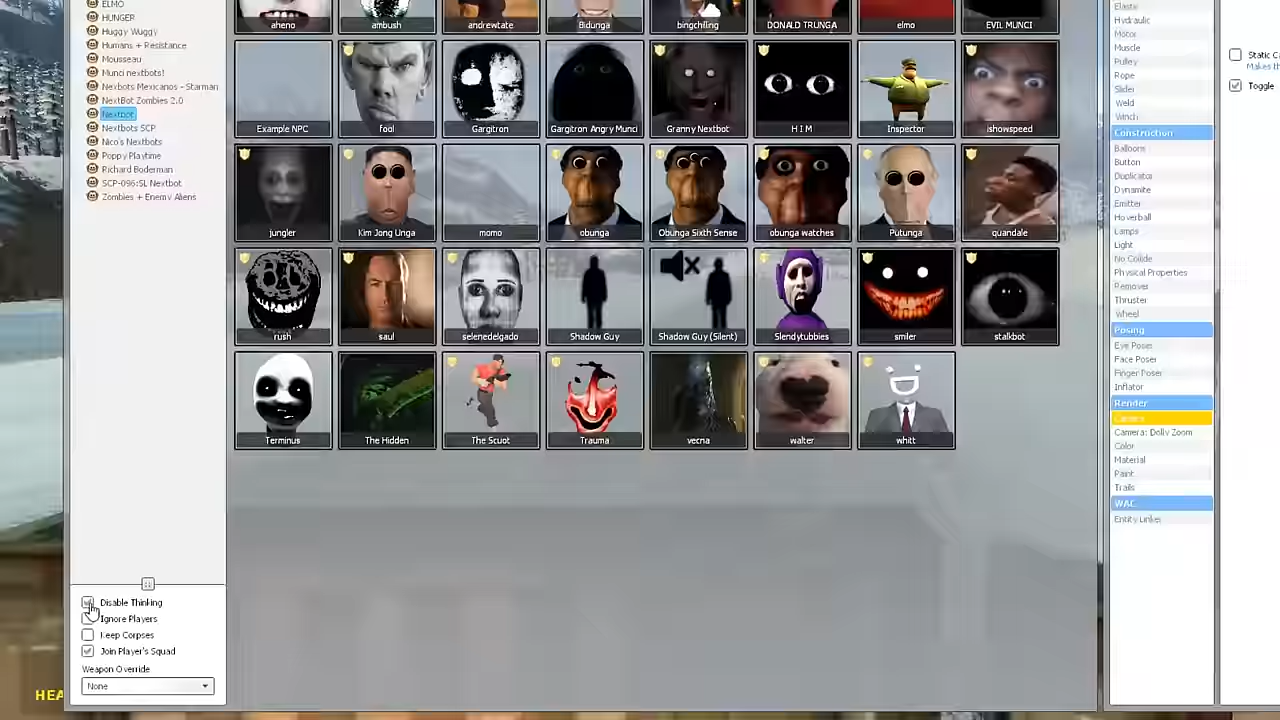 ELMO
HUNGER
Huggy Wuggy
Humans + Resistance
Mousseau
Munci nextbots!
Nexbots Mexicanos - Starman
NextBot Zombies 2.0
Nextbot
Nextbots SCP
Nico's Nextbots
Poppy Playtime
Richard Boderman
SCP-096:SL Nextbot
Zombies + Enemy Aliens
aheno
ambush
andrewtate
Bidunga
bingchilling
DONALD TRUNGA
elmo
EVIL MUNCI
Example NPC
fool
Gargitron
Gargitron Angry Munci
Granny Nextbot
H I M
Inspector
ishowspeed
jungler
Kim Jong Unga
momo
obunga
Obunga Sixth Sense
obunga watches
Putunga
quandale
rush
saul
selenedelgado
Shadow Guy
Shadow Guy (Silent)
Slendytubbies
smiler
stalkbot
Terminus
The Hidden
The Scuot
Trauma
vecna
walter
whitt
Disable Thinking
Ignore Players
Keep Corpses
Join Player's Squad
Weapon Override
None
HEA
Elastic
Hydraulic
Motor
Muscle
Pulley
Rope
Slider
Weld
Winch
Construction
Balloons
Button
Duplicator
Dynamite
Emitter
Hoverball
Lamps
Light
No Collide
Physical Properties
Remover
Thruster
Wheel
Posing
Eye Poser
Face Poser
Finger Poser
Inflator
Render
Camera
Camera: Dolly Zoom
Color
Material
Paint
Trails
WAC
Entity Linker
Static C
Makes th
Toggle